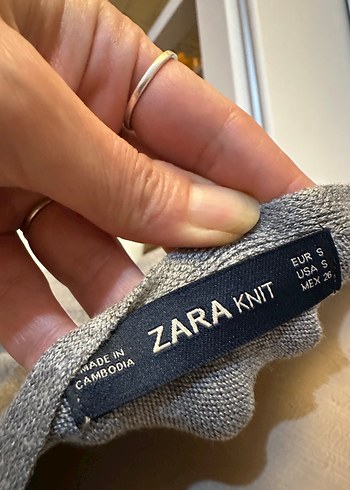 MADE IN
CAMBODIA
ZARA KNIT
EUR S
USA S
MEX 26